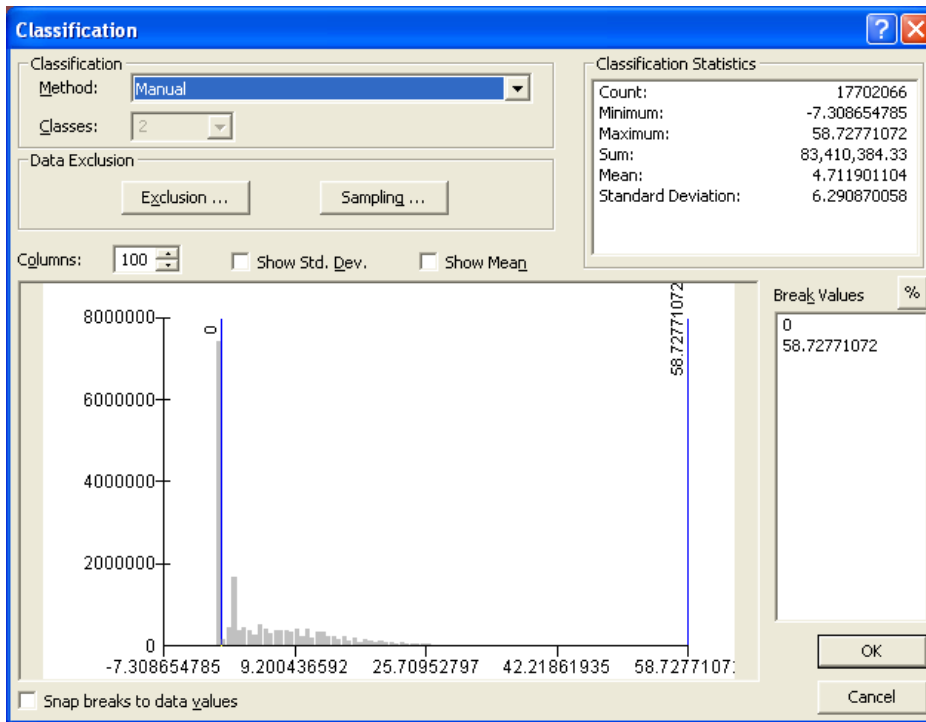 Classification
Classification
Method: Manual
Classes: 2
Data Exclusion
Exclusion ...
Sampling ...
Classification Statistics
Count: 17702066
Minimum: -7.308654785
Maximum: 58.72771072
Sum: 83,410,384.33
Mean: 4.711901104
Standard Deviation: 6.290870058
Columns: 100 Show Std. Dev. Show Mean
Break Values %
0
58.72771072
0
58.72771072
8000000
6000000
4000000
2000000
0
-7.308654785 9.200436592 25.70952797 42.21861935 58.72771071
Snap breaks to data values
OK
Cancel